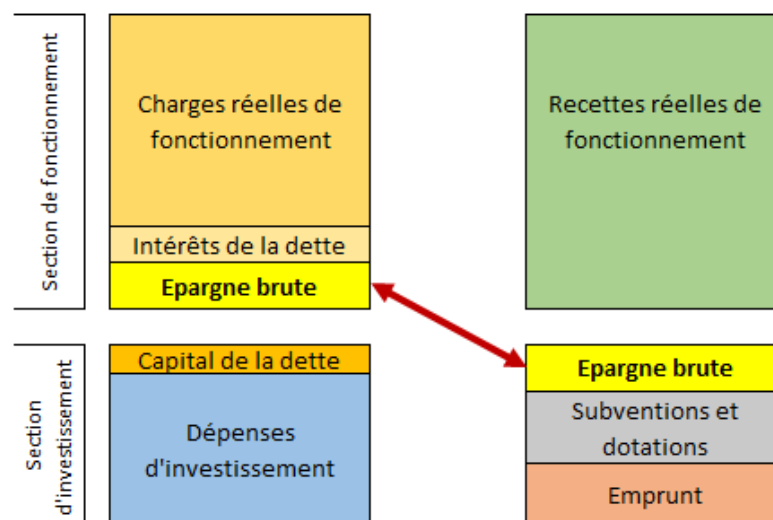 Section de fonctionnement
Charges réelles de
fonctionnement
Intérêts de la dette
Epargne brute
Recettes réelles de
fonctionnement
Section
d'investissement
Capital de la dette
Dépenses
d'investissement
Epargne brute
Subventions et
dotations
Emprunt